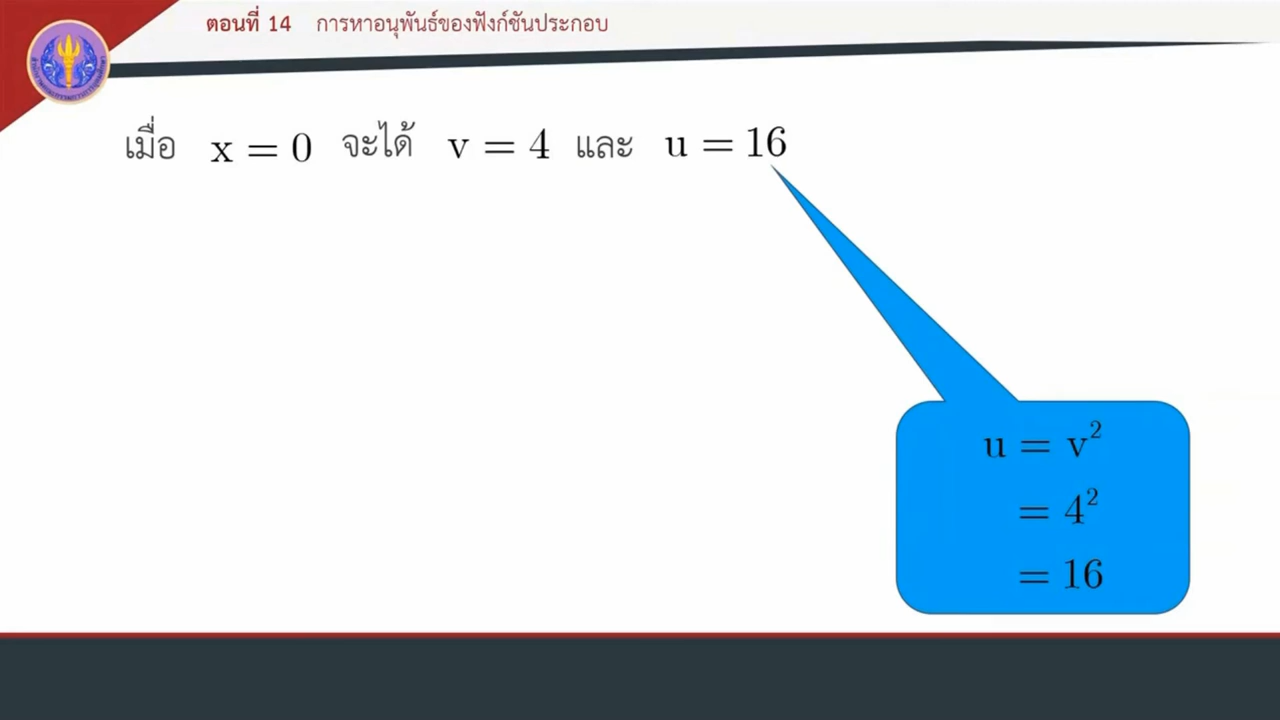 ตอนที่ 14 การหาอนุพันธ์ของฟังก์ชันประกอบ
เมื่อ x = 0 จะได้ v = 4 และ u = 16
u = v²
= 4²
= 16